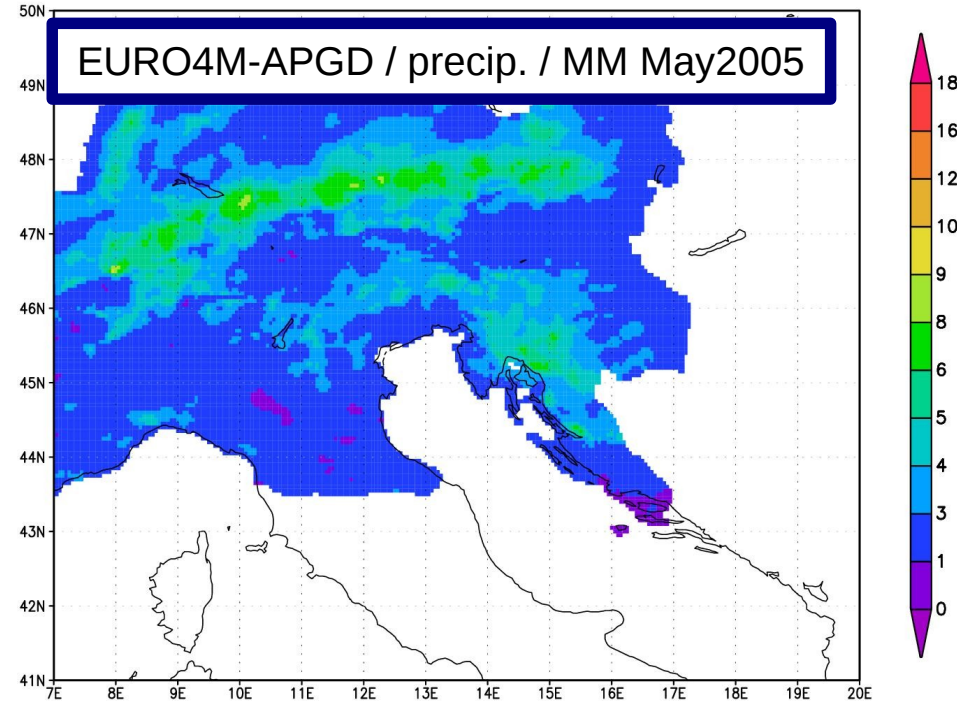 EURO4M-APGD / precip. / MM May2005
50N
49N
48N
47N
46N
45N
44N
43N
42N
41N
7E 8E 9E 10E 11E 12E 13E 14E 15E 16E 17E 18E 19E 20E
18
16
12
10
9
8
6
5
4
3
1
0